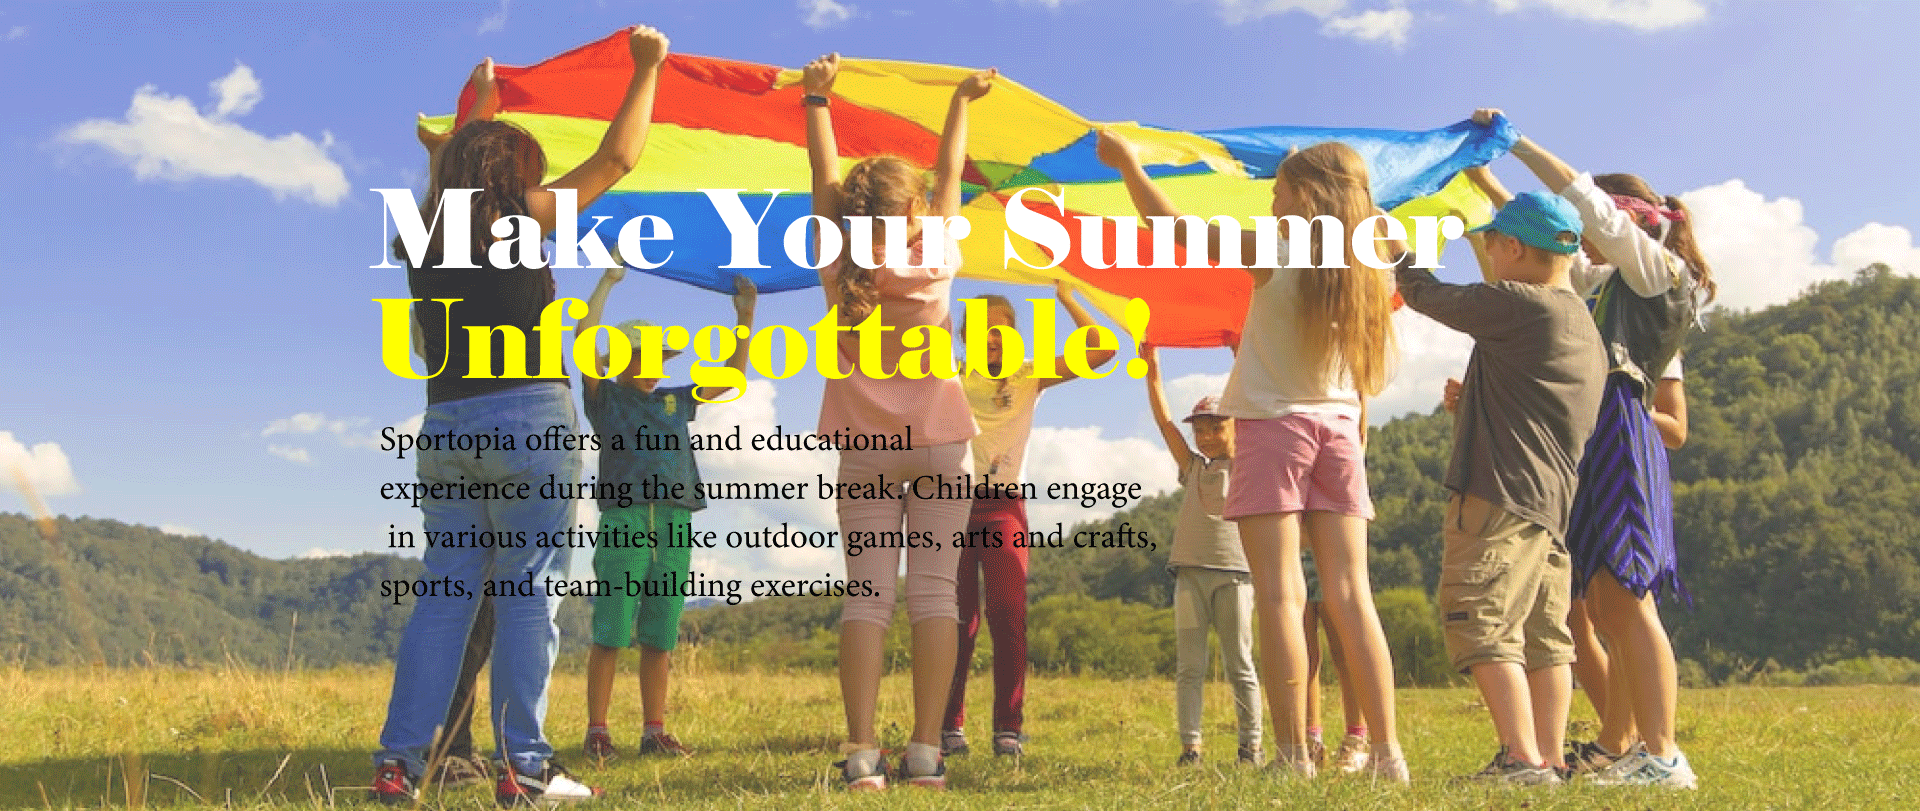 Make Your Summer
Unforgottable!
Sportopia offers a fun and educational
experience during the summer break. Children engage
in various activities like outdoor games, arts and crafts,
sports, and team-building exercises.